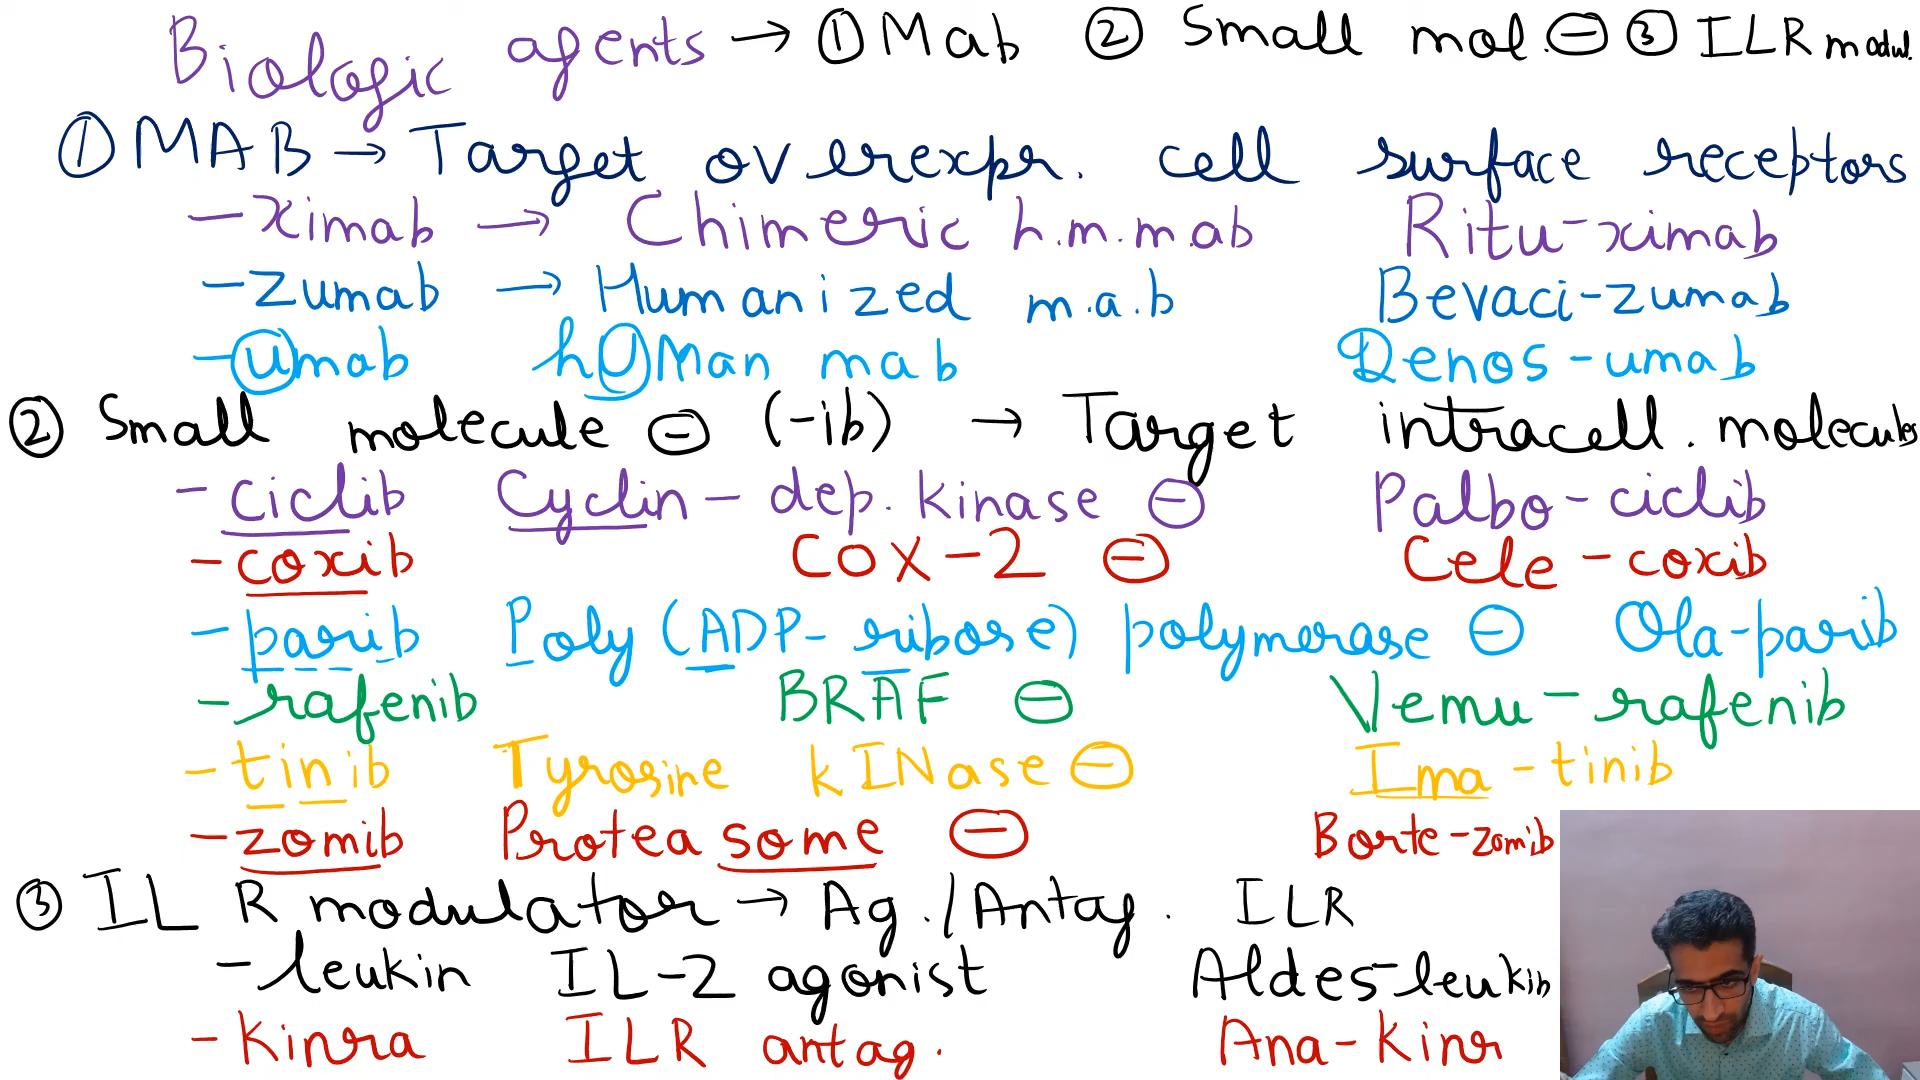 Biologic agents → ① Mab ② Small mol. ⊖ ③ ILR modul.
① MAB → Target overexpr. cell surface receptors
-ximab → Chimeric h.m.m.ab Ritu-ximab
-zumab → Humanized m.a.b Bevaci-zumab
-umab hUMan mab Denos-umab
② Small molecule ⊖ (-ib) → Target intracell. molecules
-ciclib Cyclin-dep. kinase ⊖ Palbo-ciclib
-coxib COX-2 ⊖ Cele-coxib
-parib Poly (ADP-ribose) polymerase ⊖ Ola-parib
-rafenib BRAF ⊖ Vemu-rafenib
-tinib Tyrosine kINase ⊖ Ima-tinib
-zomib Proteasome ⊖ Borte-zomib
③ IL R modulator → Ag./Antag. ILR
-leukin IL-2 agonist Aldes-leukin
-Kinra ILR antag. Ana-Kinr